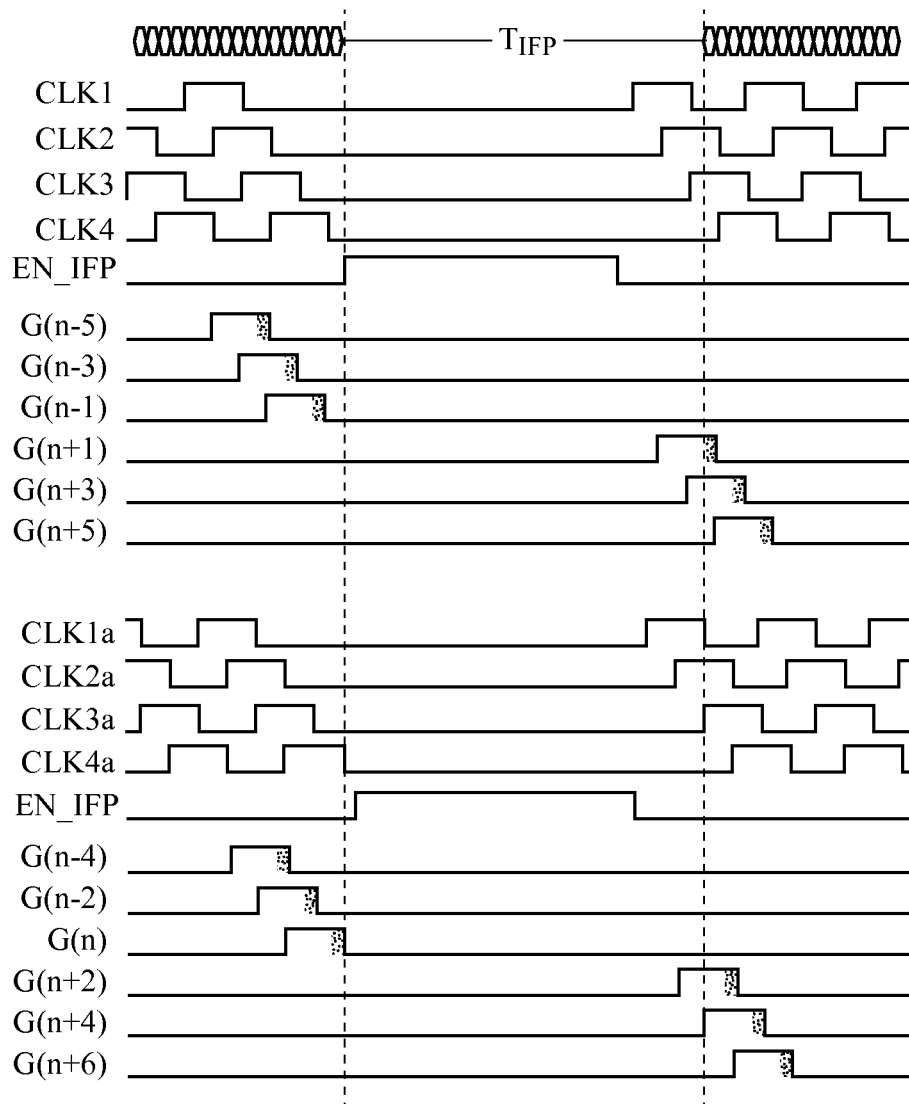 T_IFP
CLK1
CLK2
CLK3
CLK4
EN_IFP
G(n-5)
G(n-3)
G(n-1)
G(n+1)
G(n+3)
G(n+5)
CLK1a
CLK2a
CLK3a
CLK4a
EN_IFP
G(n-4)
G(n-2)
G(n)
G(n+2)
G(n+4)
G(n+6)